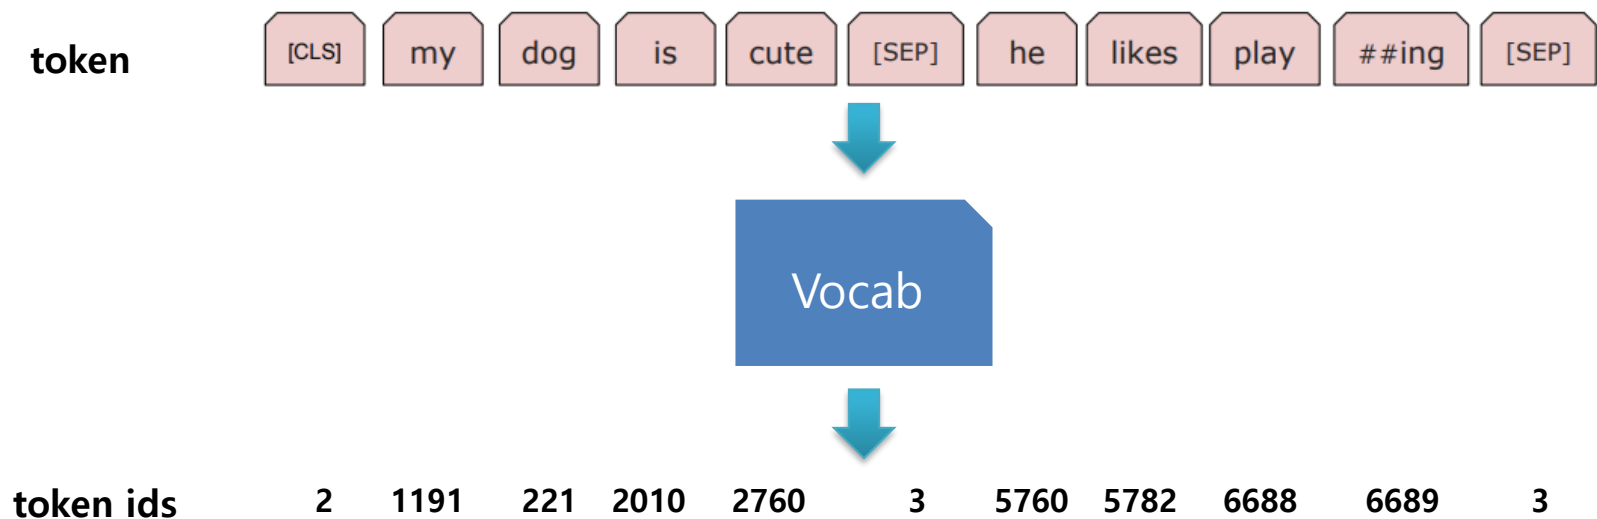 token [CLS] my dog is cute [SEP] he likes play ##ing [SEP]
Vocab
token ids 2 1191 221 2010 2760 3 5760 5782 6688 6689 3